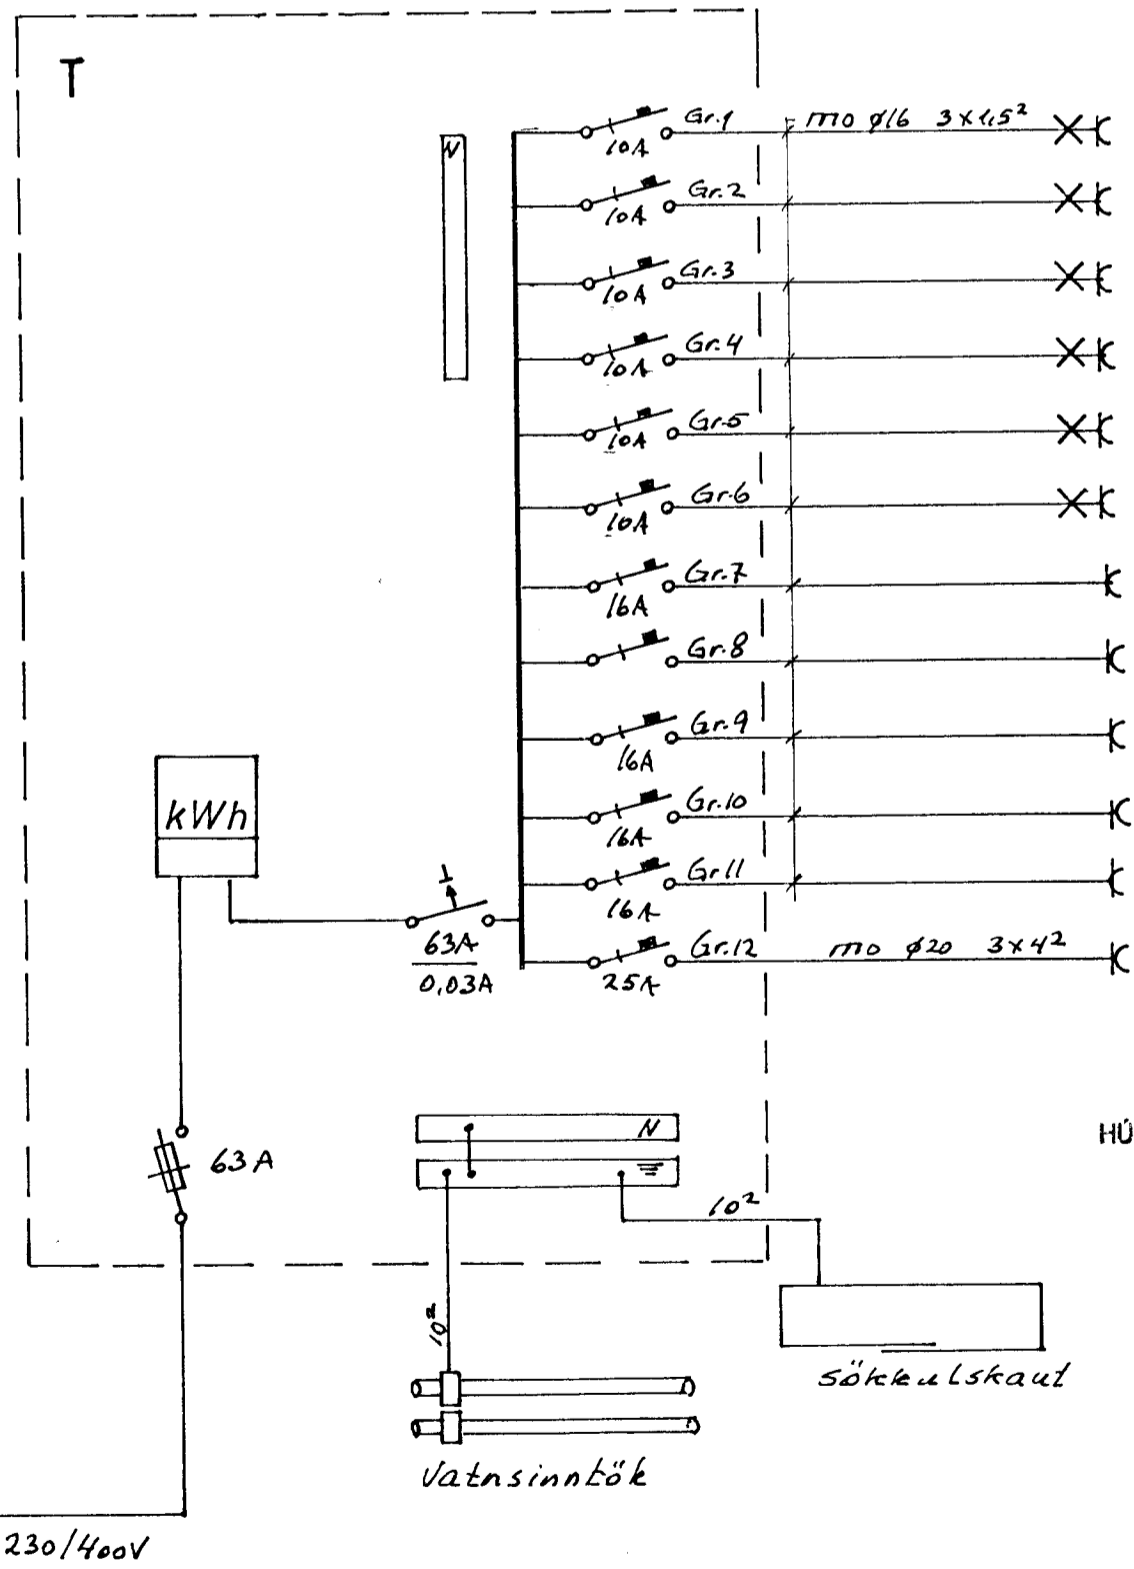 T
N
Gr.1 mo ø16 3x1,5²
10A
Gr.2
10A
Gr.3
10A
Gr.4
10A
Gr.5
10A
Gr.6
10A
Gr.7
16A
Gr.8
Gr.9
16A
kWh
Gr.10
16A
Gr.11
16A
63A
0,03A
Gr.12 mo ø20 3x4²
25A
N
HÚ
63A
10²
10²
sökkulskaut
Vatnsinntök
230/400V